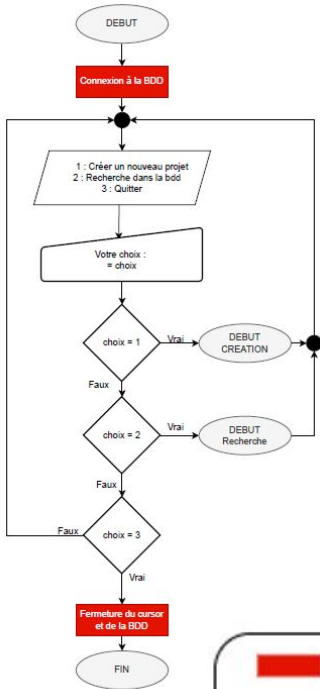 DEBUT
Connexion à la BDD
1 : Créer un nouveau projet
2 : Recherche dans la bdd
3 : Quitter
Votre choix :
= choix
choix = 1
Vrai
DEBUT
CREATION
Faux
choix = 2
Vrai
DEBUT
Recherche
Faux
Faux
choix = 3
Vrai
Fermeture du cursor
et de la BDD
FIN